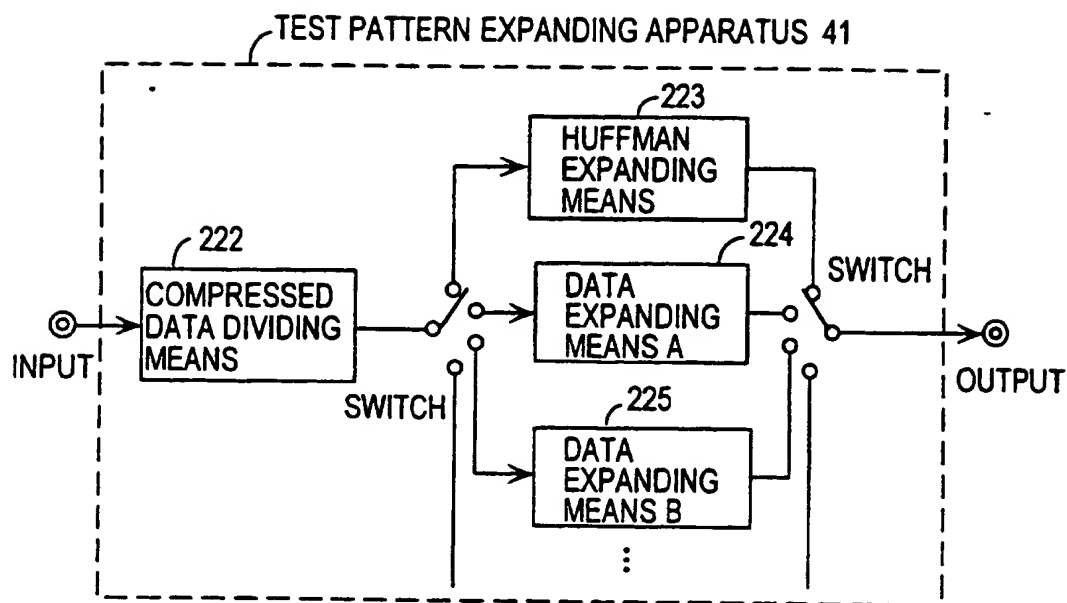 TEST PATTERN EXPANDING APPARATUS 41
223
HUFFMAN
EXPANDING
MEANS
222
COMPRESSED
DATA DIVIDING
MEANS
INPUT
224
DATA
EXPANDING
MEANS A
SWITCH
SWITCH
OUTPUT
225
DATA
EXPANDING
MEANS B